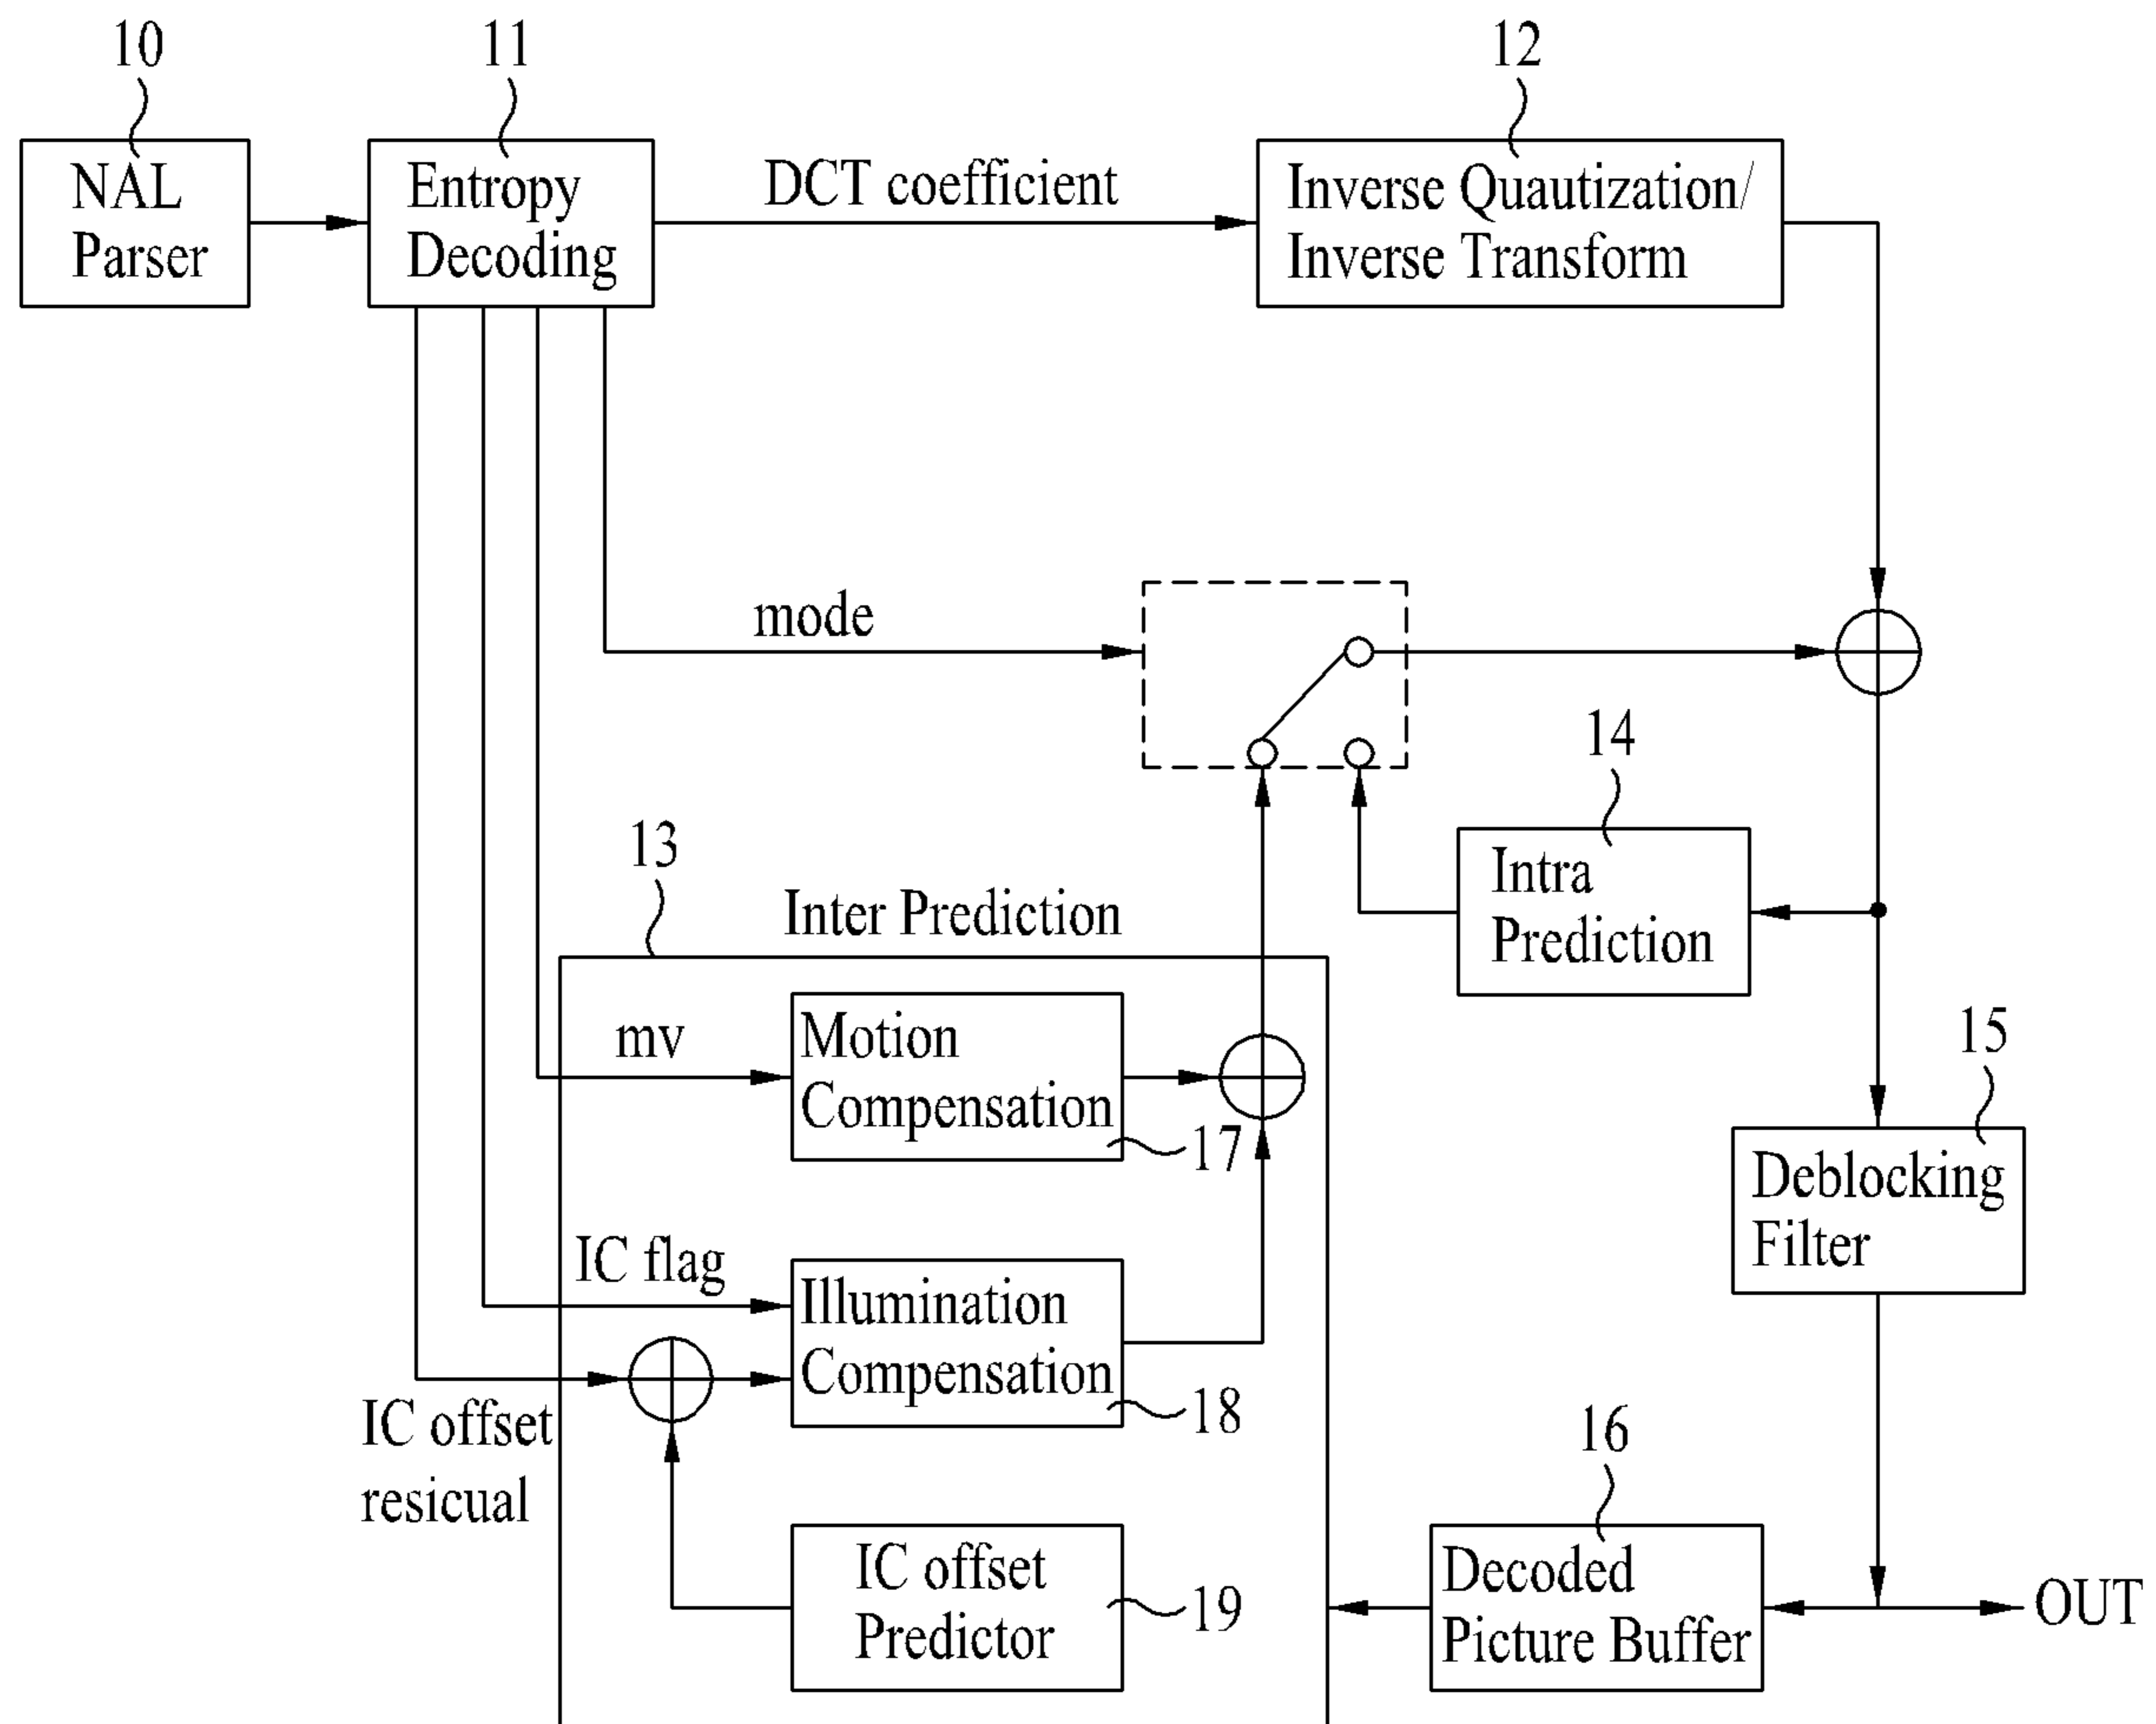 10
11
12
NAL
Parser
Entropy
Decoding
DCT coefficient
Inverse Quautization/
Inverse Transform
mode
14
Intra
Prediction
13
Inter Prediction
mv
Motion
Compensation
17
15
Deblocking
Filter
IC flag
Illumination
Compensation
18
IC offset
resicual
16
IC offset
Predictor
19
Decoded
Picture Buffer
OUT